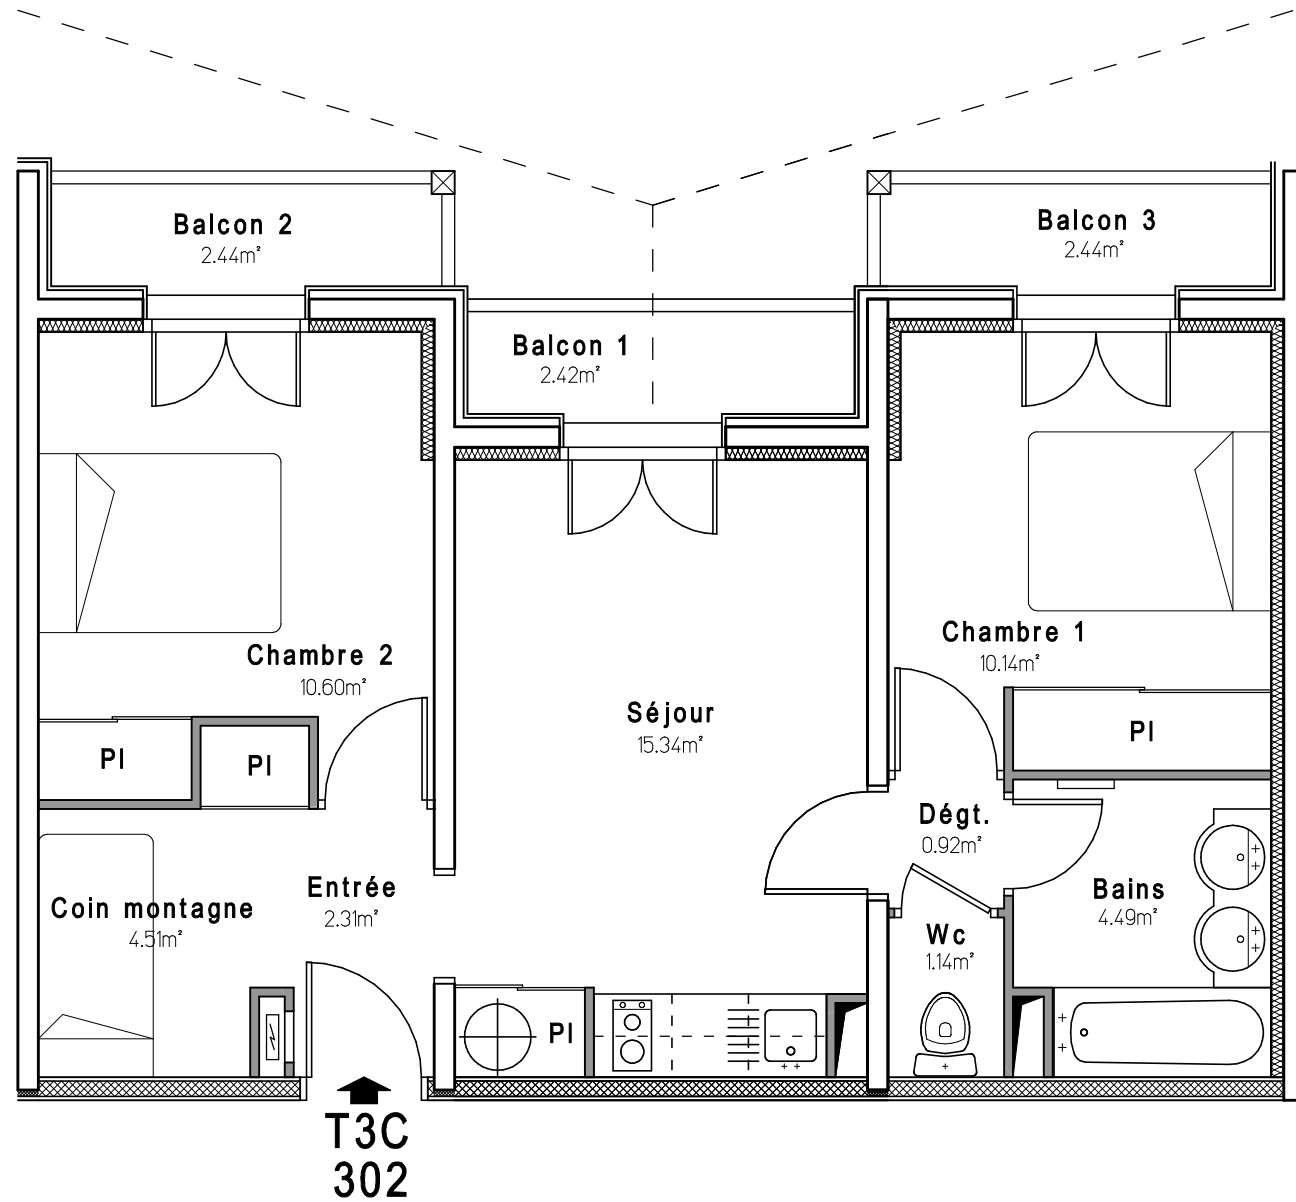 Balcon 2
2.44m²
Balcon 3
2.44m²
Balcon 1
2.42m²
Chambre 2
10.60m²
Chambre 1
10.14m²
Séjour
15.34m²
Pl
Pl
Pl
Dégt.
0.92m²
Entrée
2.31m²
Coin montagne
4.51m²
Bains
4.49m²
Wc
1.14m²
Pl
T3C
302